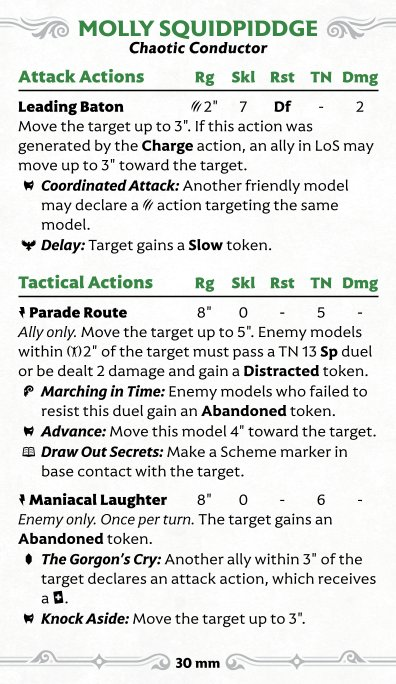 MOLLY SQUIDPIDDGE
Chaotic Conductor
Attack Actions Rg Skl Rst TN Dmg
Leading Baton 2" 7 Df - 2
Move the target up to 3". If this action was
generated by the Charge action, an ally in LoS may
move up to 3" toward the target.
Coordinated Attack: Another friendly model
may declare a action targeting the same
model.
Delay: Target gains a Slow token.
Tactical Actions Rg Skl Rst TN Dmg
Parade Route 8" 0 - 5 -
Ally only. Move the target up to 5". Enemy models
within 2" of the target must pass a TN 13 Sp duel
or be dealt 2 damage and gain a Distracted token.
Marching in Time: Enemy models who failed to
resist this duel gain an Abandoned token.
Advance: Move this model 4" toward the target.
Draw Out Secrets: Make a Scheme marker in
base contact with the target.
Maniacal Laughter 8" 0 - 6 -
Enemy only. Once per turn. The target gains an
Abandoned token.
The Gorgon's Cry: Another ally within 3" of the
target declares an attack action, which receives
a .
Knock Aside: Move the target up to 3".
30 mm